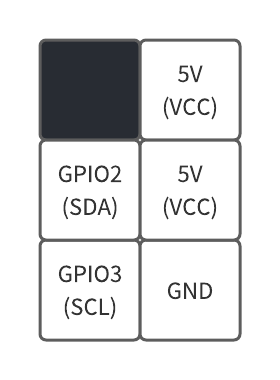 5V
(VCC)
GPIO2
(SDA)
5V
(VCC)
GPIO3
(SCL)
GND